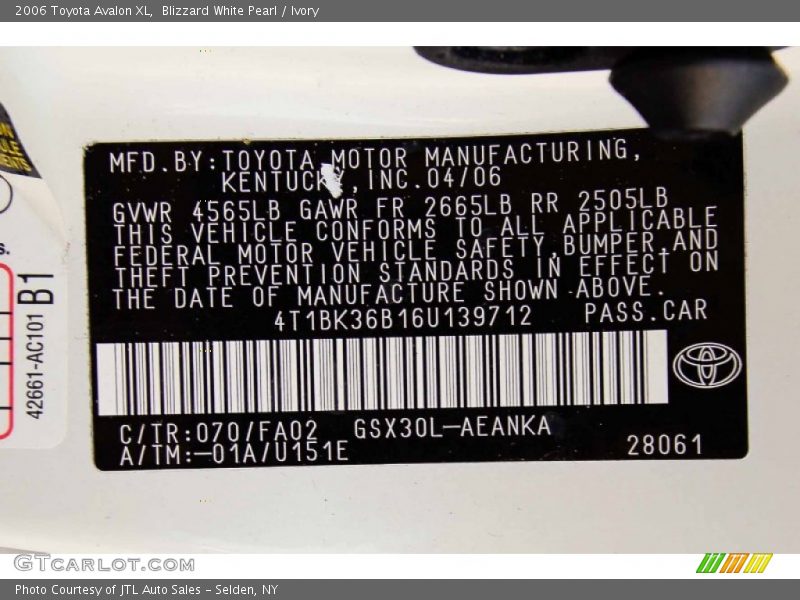 2006 Toyota Avalon XL,  Blizzard White Pearl / Ivory
MFD.BY:TOYOTA MOTOR MANUFACTURING,
KENTUCKY,INC.04/06
GVWR 4565LB GAWR FR 2665LB RR 2505LB
THIS VEHICLE CONFORMS TO ALL APPLICABLE
FEDERAL MOTOR VEHICLE SAFETY,BUMPER,AND
THEFT PREVENTION STANDARDS IN EFFECT ON
THE DATE OF MANUFACTURE SHOWN ABOVE.
4T1BK36B16U139712 PASS.CAR
C/TR:070/FA02 GSX30L-AEANKA
A/TM:-01A/U151E 28061
s.
42661-AC101 B1
GTCARLOT.COM
Photo Courtesy of JTL Auto Sales - Selden, NY